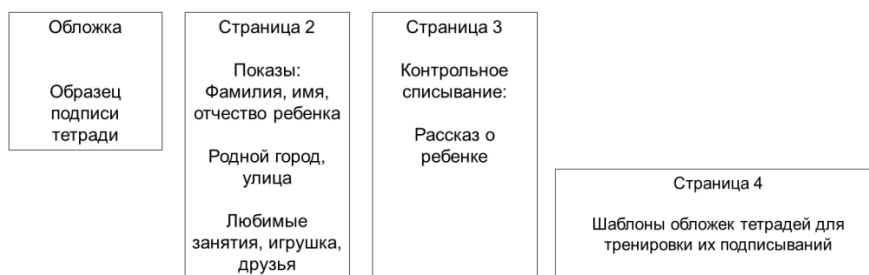 Обложка
Образец
подписи
тетради
Страница 2
Показы:
Фамилия, имя,
отчество ребенка
Родной город,
улица
Любимые
занятия, игрушка,
друзья
Страница 3
Контрольное
списывание:
Рассказ о
ребенке
Страница 4
Шаблоны обложек тетрадей для
тренировки их подписываний